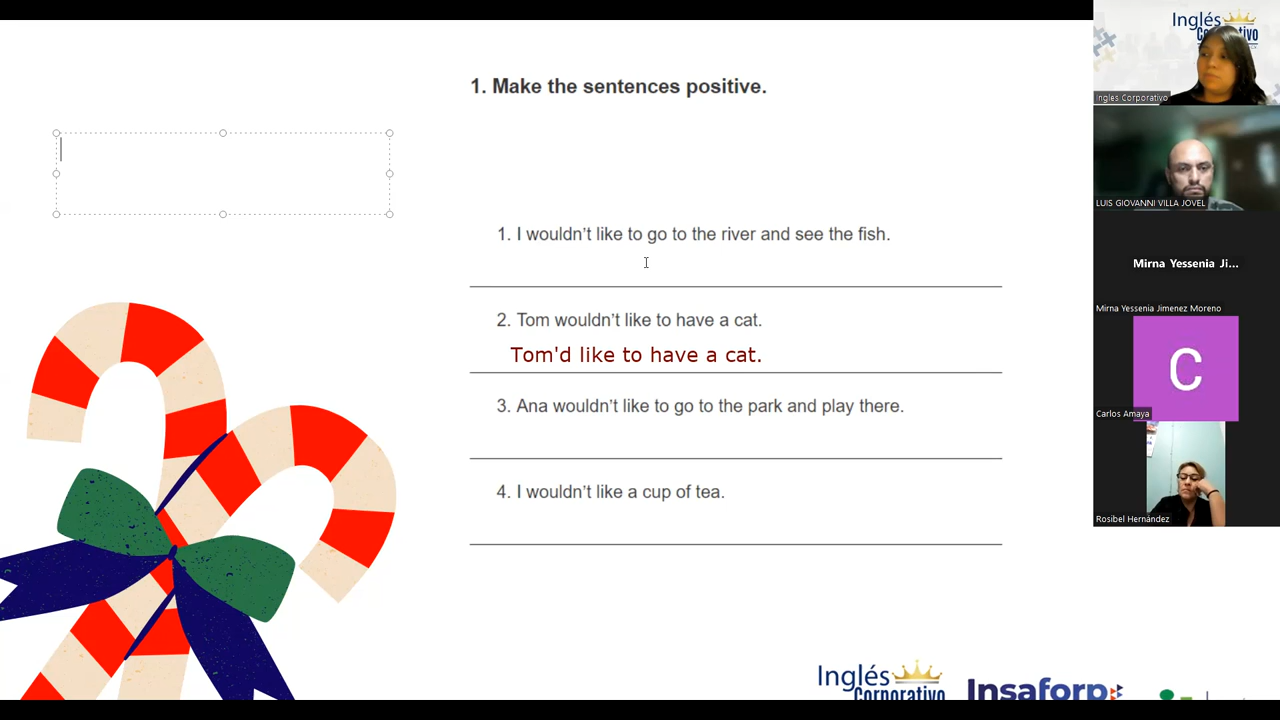 1. Make the sentences positive.
1. I wouldn't like to go to the river and see the fish.
2. Tom wouldn't like to have a cat.
Tom'd like to have a cat.
3. Ana wouldn't like to go to the park and play there.
4. I wouldn't like a cup of tea.
Inglés
Corporativo
Insaforp
Inglés
Ingles Corporativo
LUIS GIOVANNI VILLA JOVEL
Mirna Yessenia Ji...
Mirna Yessenia Jimenez Moreno
C
Carlos Amaya
Rosibel Hernández